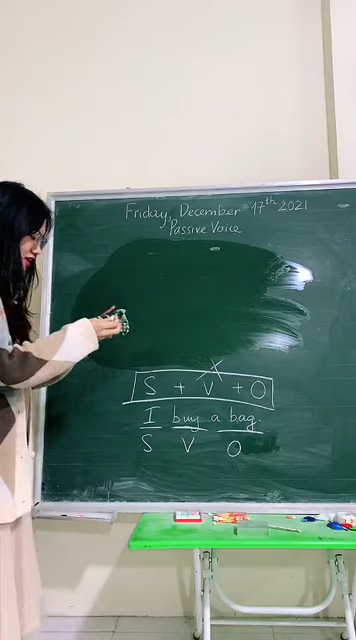 Friday, December 17th 2021
Passive Voice
S + V + O
I buy a bag.
S V O